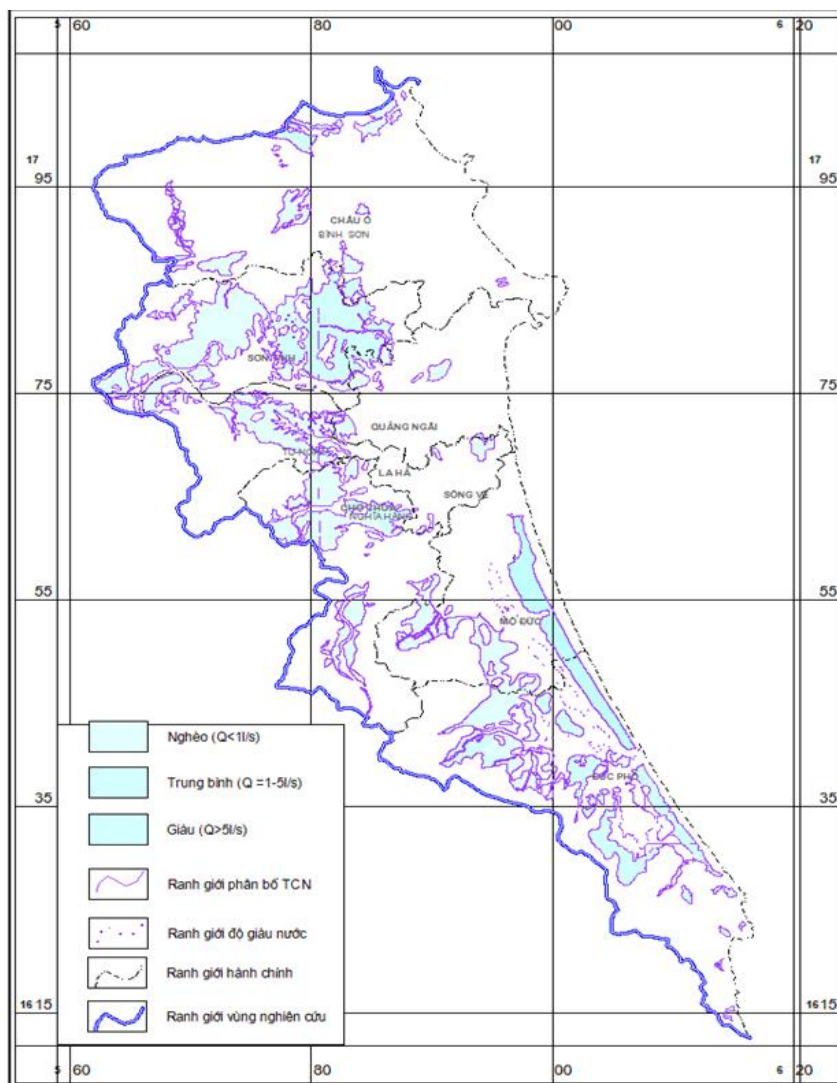 5 60 80 00 6 20
17 17
95 95
CHÂU Ổ
BÌNH SƠN
75 75
QUẢNG NGÃI
LA HÀ
SÔNG VỆ
NGHĨA HÀNH
55 55
MỘ ĐỨC
Nghèo (Q<1l/s)
Trung bình (Q =1-5l/s)
ĐỨC PHỔ
35 35
Giàu (Q>5l/s)
Ranh giới phân bố TCN
Ranh giới độ giàu nước
Ranh giới hành chính
16 15 16 15
Ranh giới vùng nghiên cứu
5 60 80 00 6 20